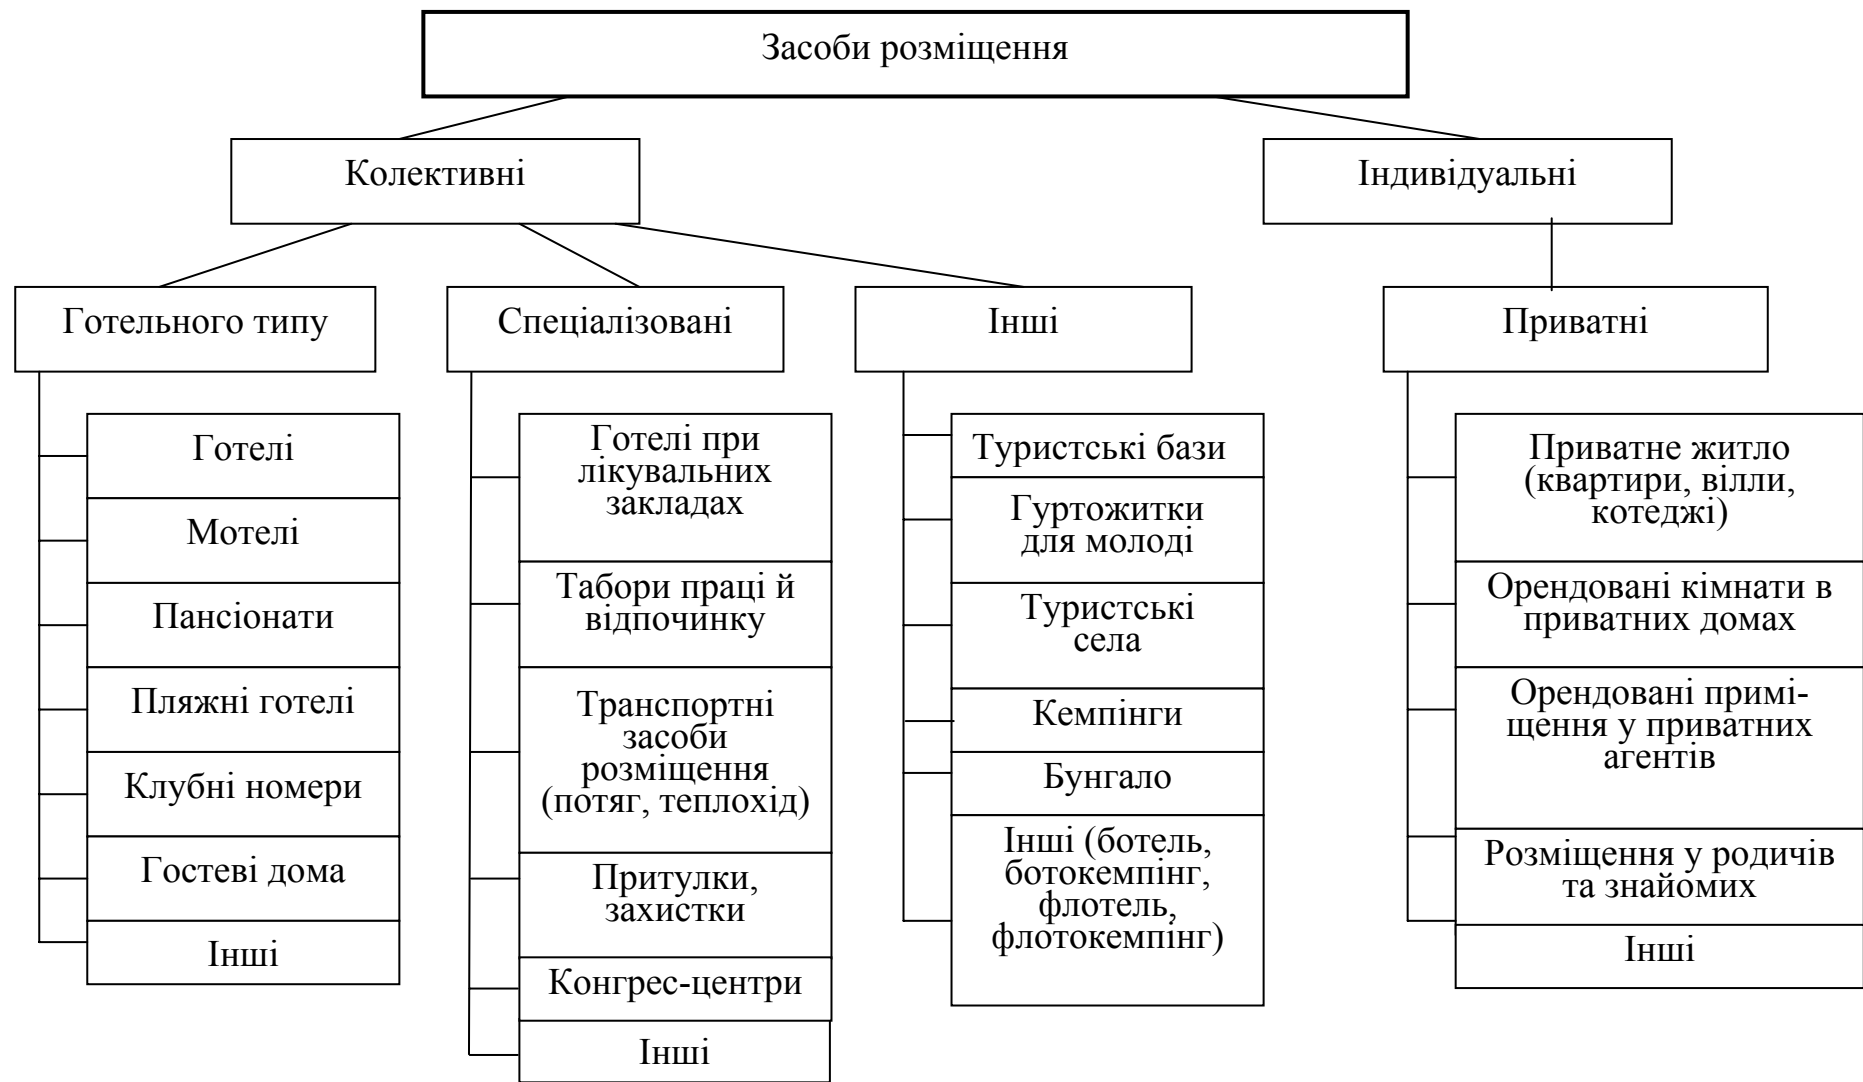 Засоби розміщення
Колективні
Індивідуальні
Готельного типу
Спеціалізовані
Інші
Приватні
Готелі
Мотелі
Пансіонати
Пляжні готелі
Клубні номери
Гостеві дома
Інші
Готелі при
лікувальних
закладах
Табори праці й
відпочинку
Транспортні
засоби
розміщення
(потяг, теплохід)
Притулки,
захистки
Конгрес-центри
Інші
Туристські бази
Гуртожитки
для молоді
Туристські
села
Кемпінги
Бунгало
Інші (ботель,
ботокемпінг,
флотель,
флотокемпінг)
Приватне житло
(квартири, вілли,
котеджі)
Орендовані кімнати в
приватних домах
Орендовані примі-
щення у приватних
агентів
Розміщення у родичів
та знайомих
Інші